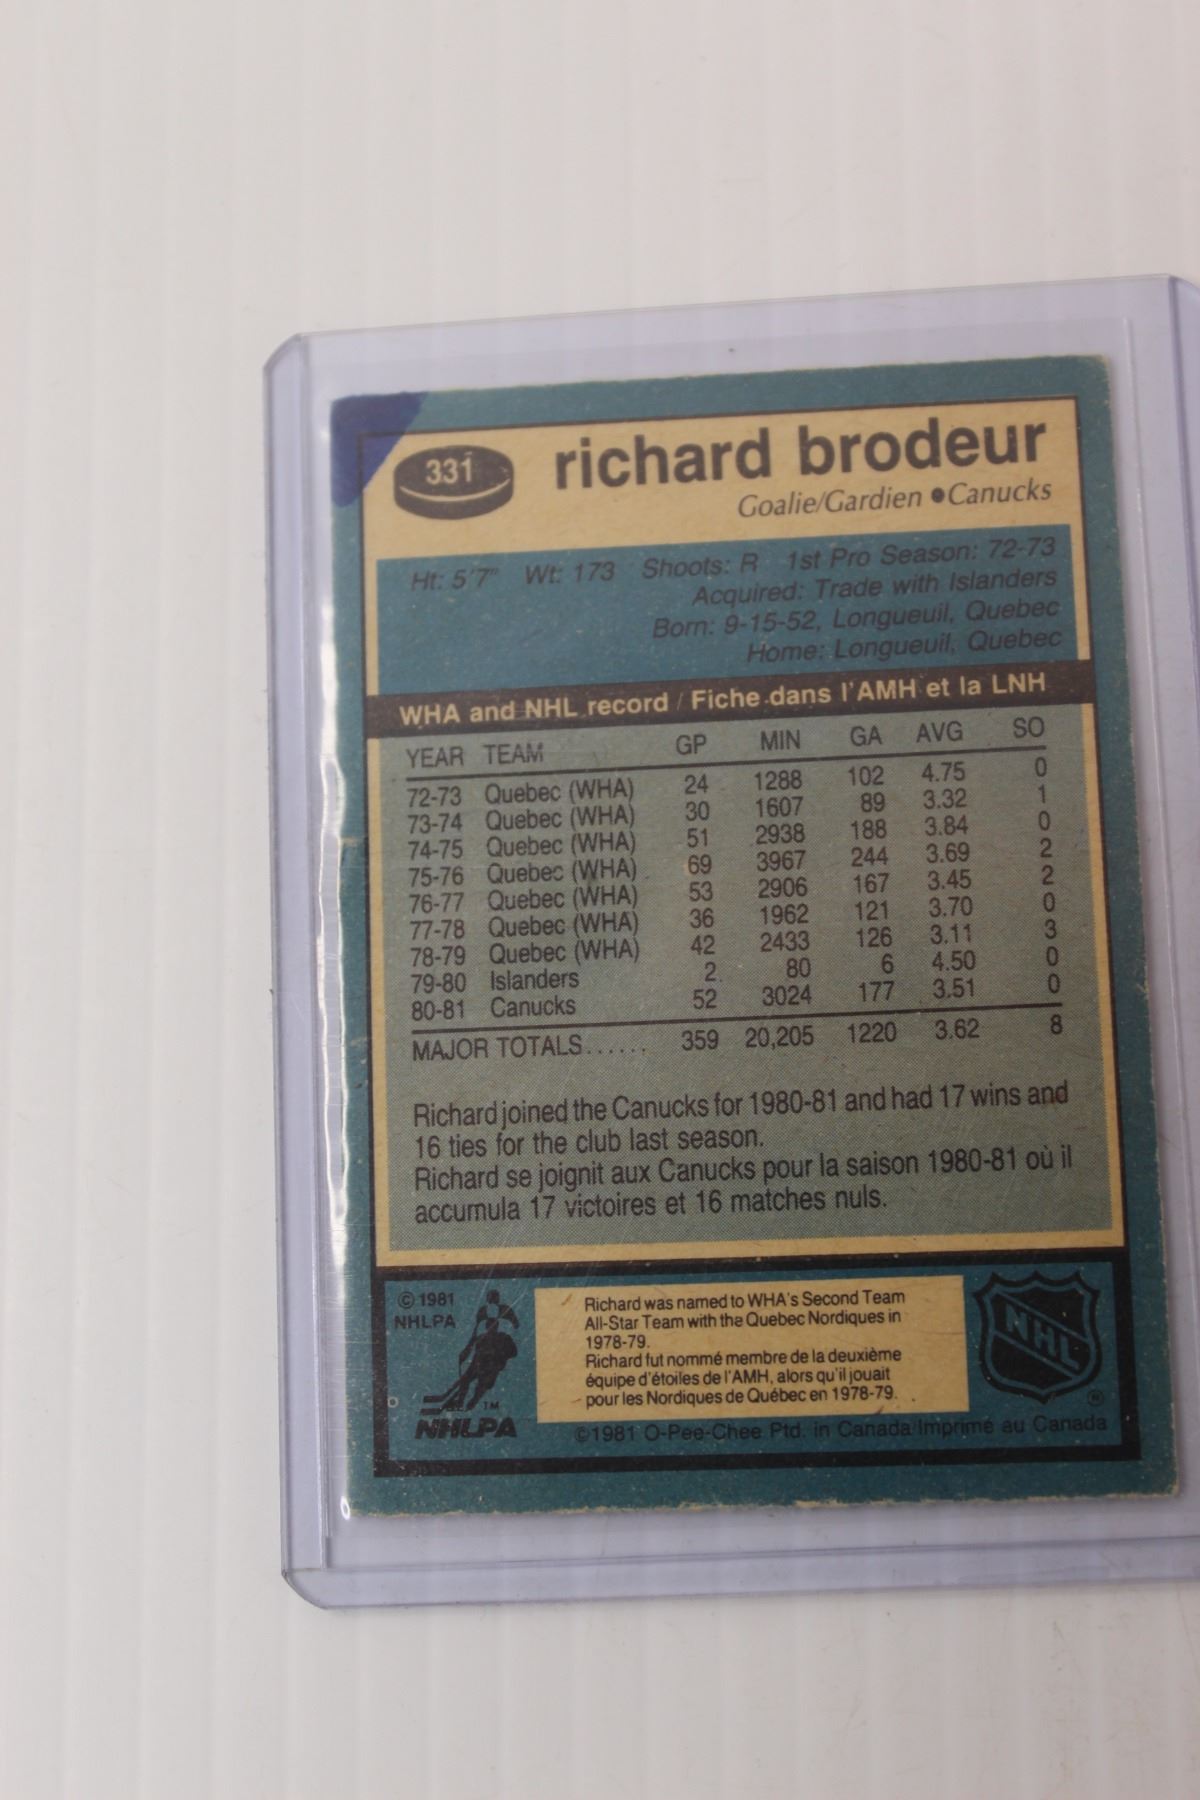 331
richard brodeur
Goalie/Gardien •Canucks
Ht: 5'7" Wt: 173 Shoots: R 1st Pro Season: 72-73
Acquired: Trade with Islanders
Born: 9-15-52, Longueuil, Quebec
Home: Longueuil, Quebec
WHA and NHL record / Fiche dans l'AMH et la LNH
YEAR TEAM GP MIN GA AVG SO
72-73 Quebec (WHA) 24 1288 102 4.75 0
73-74 Quebec (WHA) 30 1607 89 3.32 1
74-75 Quebec (WHA) 51 2938 188 3.84 0
75-76 Quebec (WHA) 69 3967 244 3.69 2
76-77 Quebec (WHA) 53 2906 167 3.45 2
77-78 Quebec (WHA) 36 1962 121 3.70 0
78-79 Quebec (WHA) 42 2433 126 3.11 3
79-80 Islanders 2 80 6 4.50 0
80-81 Canucks 52 3024 177 3.51 0
MAJOR TOTALS...... 359 20,205 1220 3.62 8
Richard joined the Canucks for 1980-81 and had 17 wins and
16 ties for the club last season.
Richard se joignit aux Canucks pour la saison 1980-81 où il
accumula 17 victoires et 16 matches nuls.
© 1981
NHLPA
TM
NHLPA
Richard was named to WHA's Second Team
All-Star Team with the Quebec Nordiques in
1978-79.
Richard fut nommé membre de la deuxième
équipe d'étoiles de l'AMH, alors qu'il jouait
pour les Nordiques de Québec en 1978-79.
NHL
®
©1981 O-Pee-Chee Ptd. in Canada/Imprimé au Canada